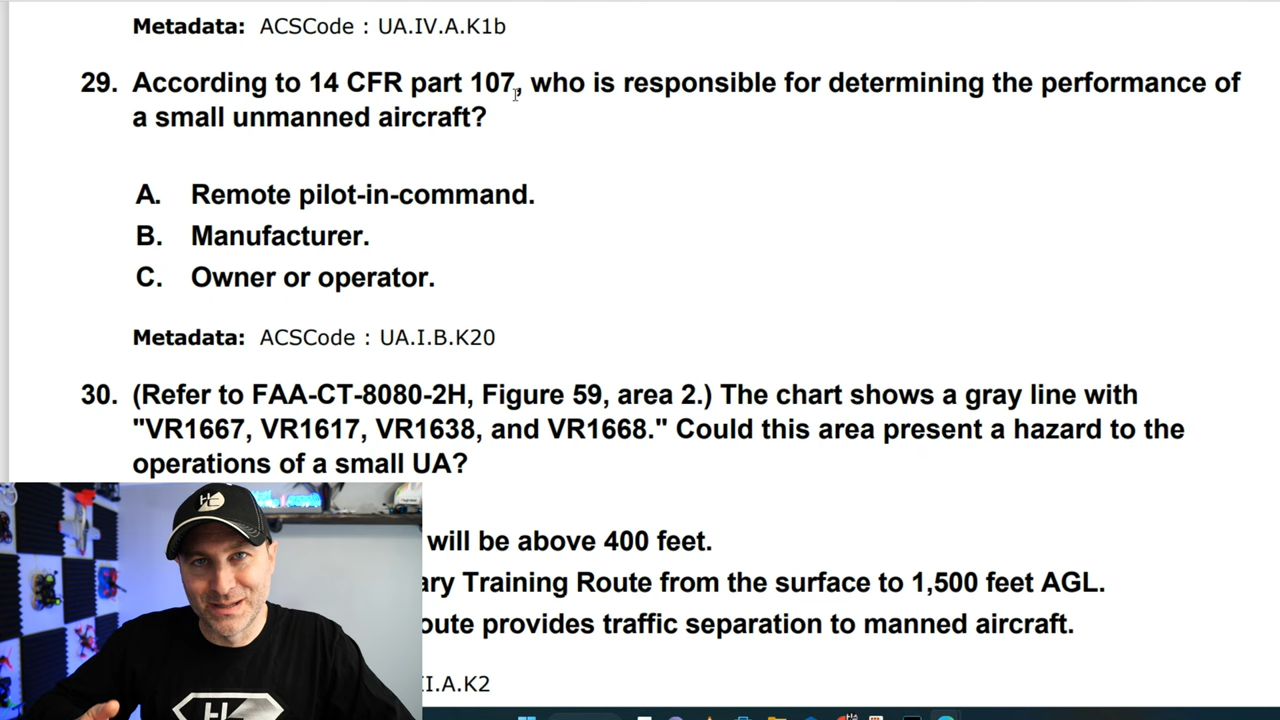 Metadata: ACSCode : UA.IV.A.K1b
29. According to 14 CFR part 107, who is responsible for determining the performance of
a small unmanned aircraft?
A. Remote pilot-in-command.
B. Manufacturer.
C. Owner or operator.
Metadata: ACSCode : UA.I.B.K20
30. (Refer to FAA-CT-8080-2H, Figure 59, area 2.) The chart shows a gray line with
"VR1667, VR1617, VR1638, and VR1668." Could this area present a hazard to the
operations of a small UA?
will be above 400 feet.
Training Route from the surface to 1,500 feet AGL.
provides traffic separation to manned aircraft.